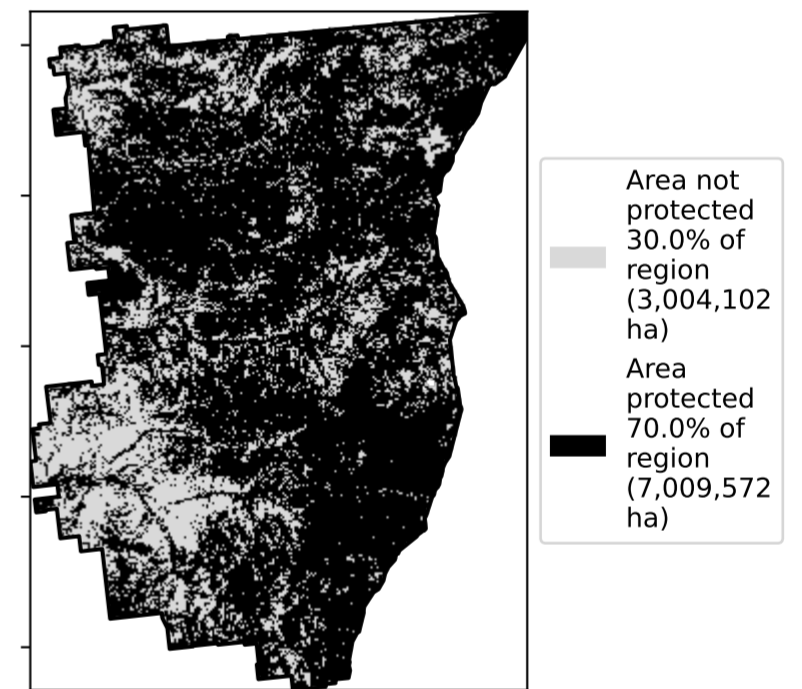 Area not
protected
30.0% of
region
(3,004,102
ha)
Area
protected
70.0% of
region
(7,009,572
ha)